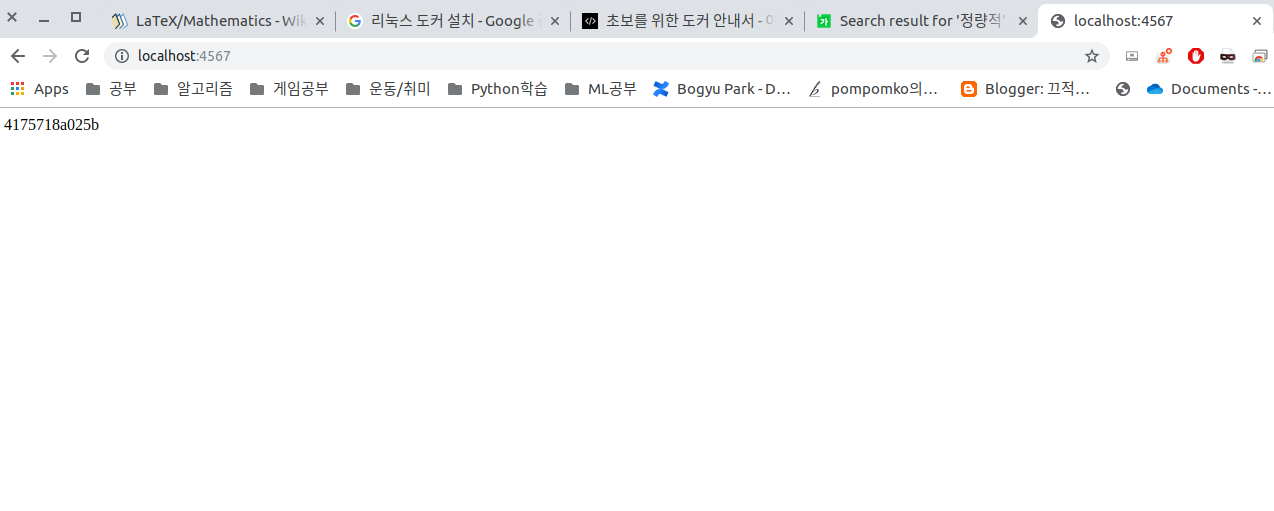 LaTeX/Mathematics - Wik
리눅스 도커 설치 - Google
초보를 위한 도커 안내서 - 이
Search result for '정량적'
localhost:4567
localhost:4567
Apps 공부 알고리즘 게임공부 운동/취미 Python학습 ML공부 Bogyu Park - D... pompomko의... Blogger: 끄적... Documents -...
4175718a025b